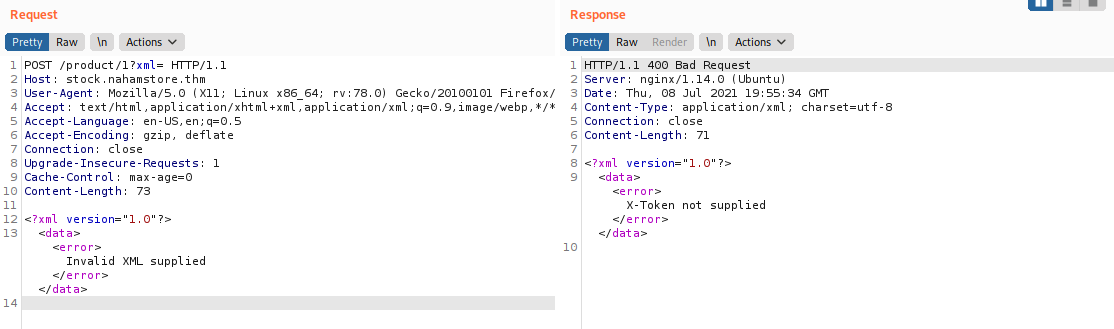 Request
Pretty Raw \n Actions
1 POST /product/1?xml= HTTP/1.1
2 Host: stock.nahamstore.thm
3 User-Agent: Mozilla/5.0 (X11; Linux x86_64; rv:78.0) Gecko/20100101 Firefox/
4 Accept: text/html,application/xhtml+xml,application/xml;q=0.9,image/webp,*/*
5 Accept-Language: en-US,en;q=0.5
6 Accept-Encoding: gzip, deflate
7 Connection: close
8 Upgrade-Insecure-Requests: 1
9 Cache-Control: max-age=0
10 Content-Length: 73
11
12 <?xml version="1.0"?>
13 <data>
<error>
Invalid XML supplied
</error>
</data>
14
Response
Pretty Raw Render \n Actions
1 HTTP/1.1 400 Bad Request
2 Server: nginx/1.14.0 (Ubuntu)
3 Date: Thu, 08 Jul 2021 19:55:34 GMT
4 Content-Type: application/xml; charset=utf-8
5 Connection: close
6 Content-Length: 71
7
8 <?xml version="1.0"?>
9 <data>
<error>
X-Token not supplied
</error>
</data>
10